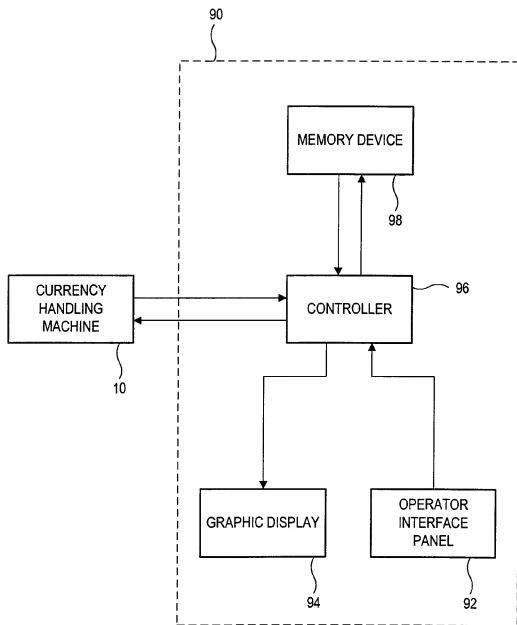 90
MEMORY DEVICE
98
CURRENCY
HANDLING
MACHINE
10
CONTROLLER
96
GRAPHIC DISPLAY
94
OPERATOR
INTERFACE
PANEL
92